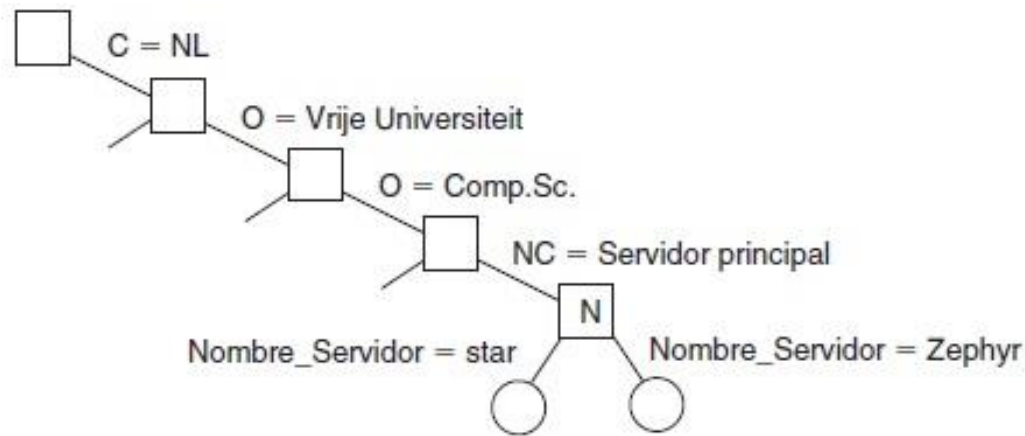 C = NL
O = Vrije Universiteit
O = Comp.Sc.
NC = Servidor principal
N
Nombre_Servidor = star
Nombre_Servidor = Zephyr